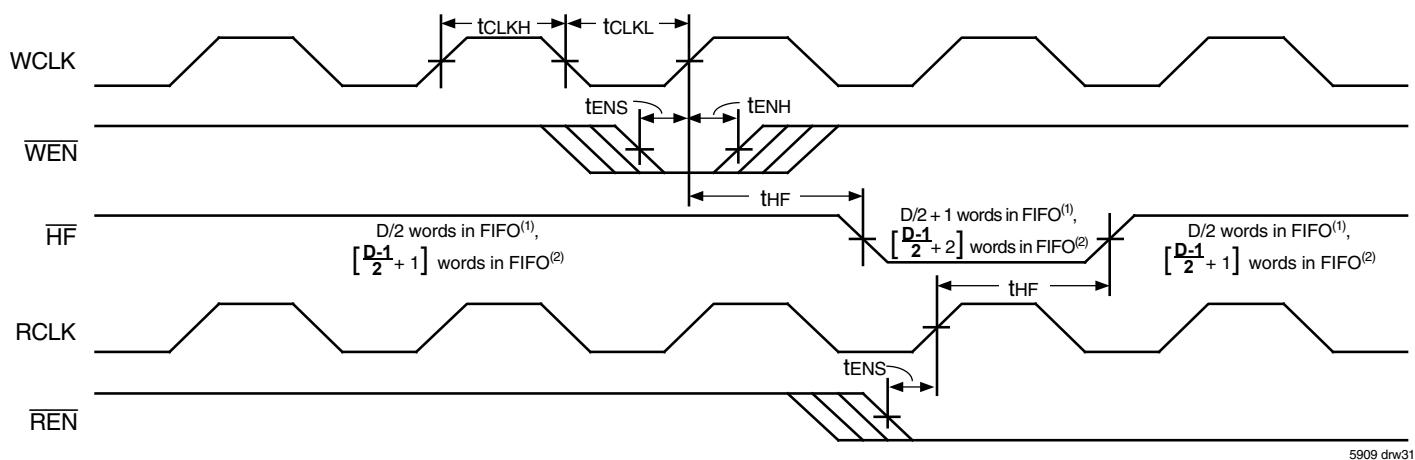 tCLKH
tCLKL
WCLK
tENS
tENH
WEN
tHF
HF
D/2 words in FIFO(1),
[D-1/2 + 1] words in FIFO(2)
D/2 + 1 words in FIFO(1),
[D-1/2 + 2] words in FIFO(2)
D/2 words in FIFO(1),
[D-1/2 + 1] words in FIFO(2)
tHF
RCLK
tENS
REN
5909 drw31